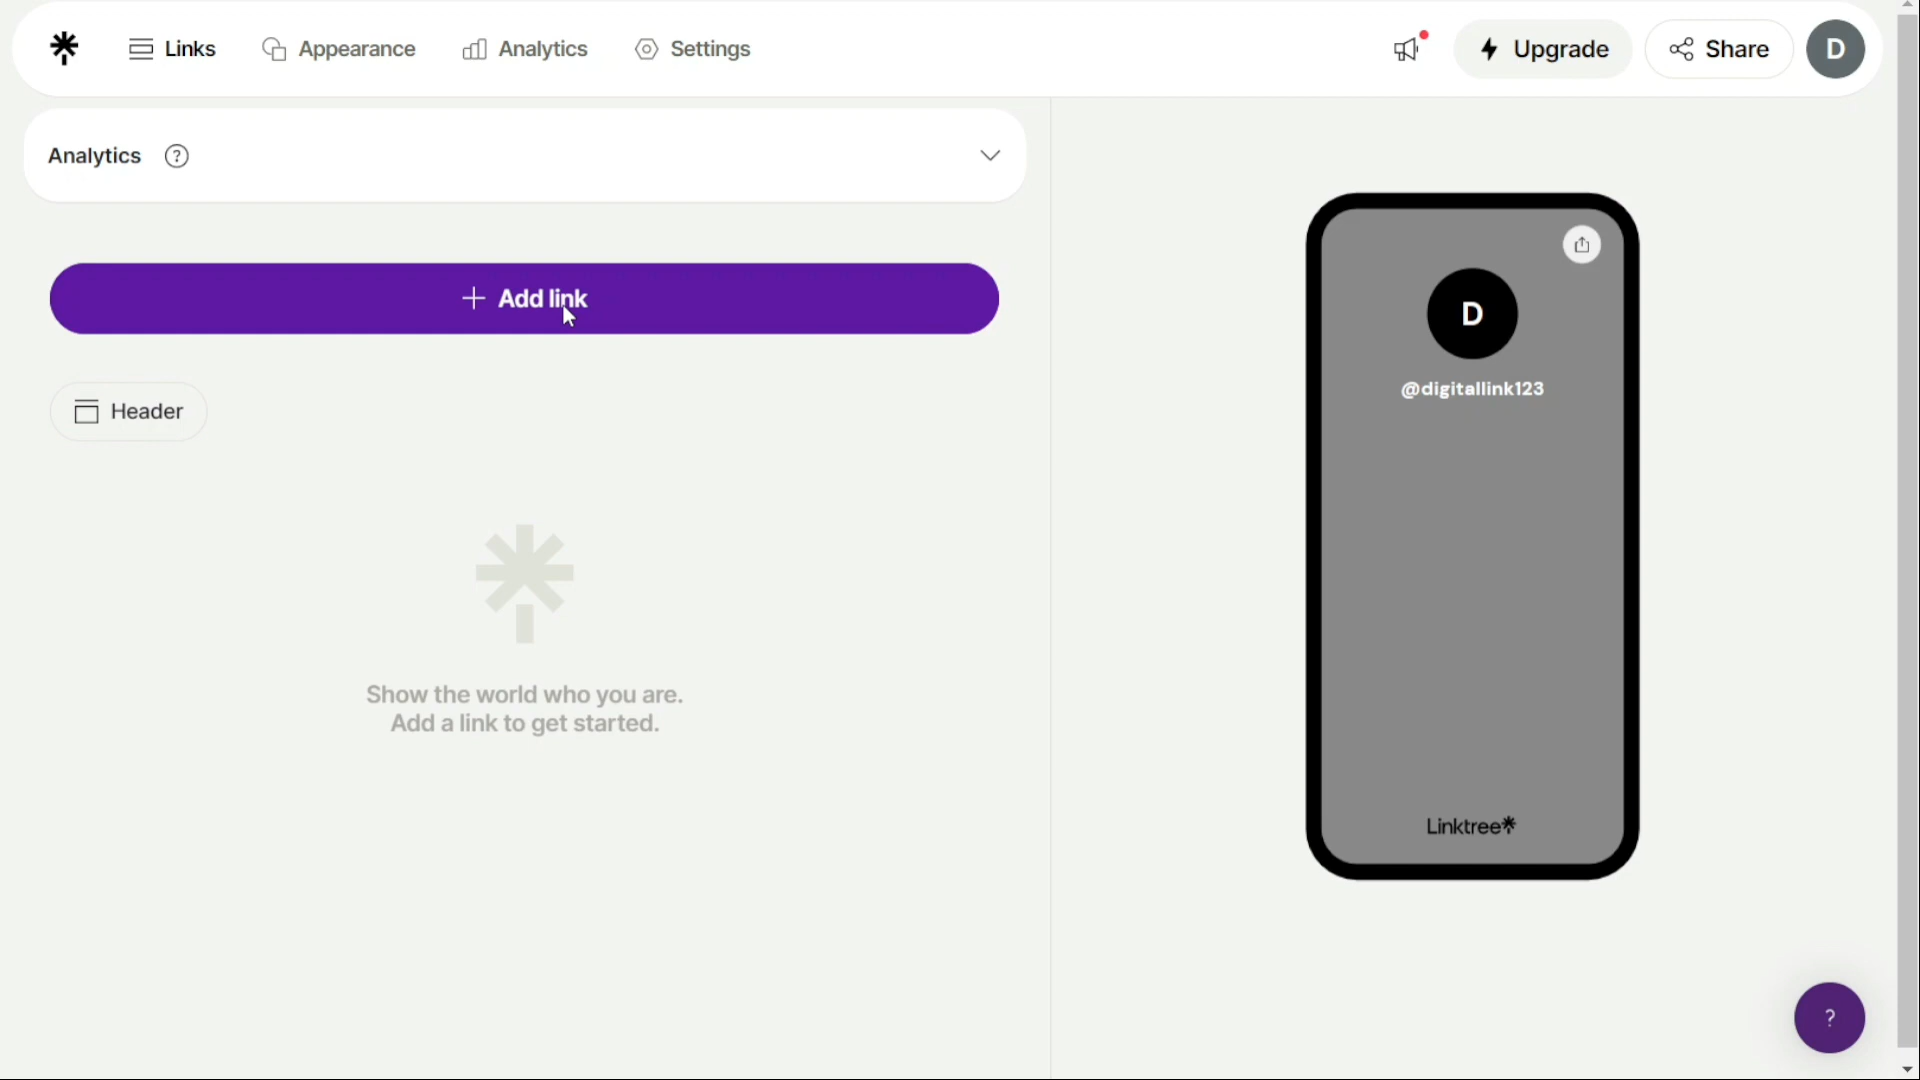 Links
Appearance
Analytics
Settings
Upgrade
Share
D
Analytics ?
+ Add link
Header
Show the world who you are.
Add a link to get started.
D
@digitallink123
Linktree
?